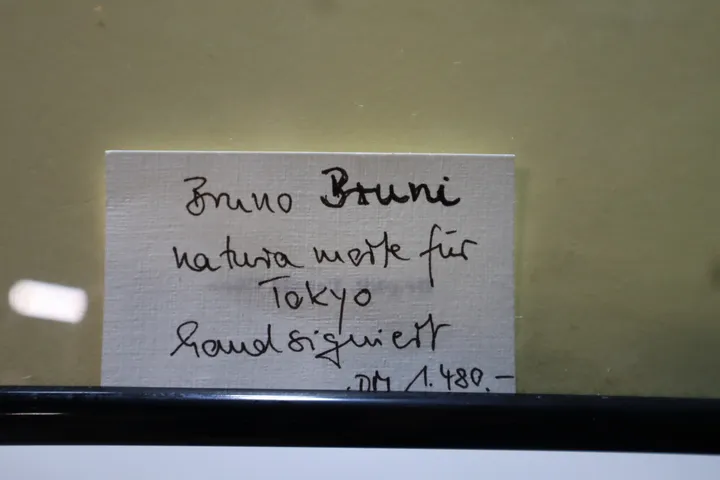 Bruno Bruni
natura morte für
Tokyo
handsigniert
DM 1.480.-